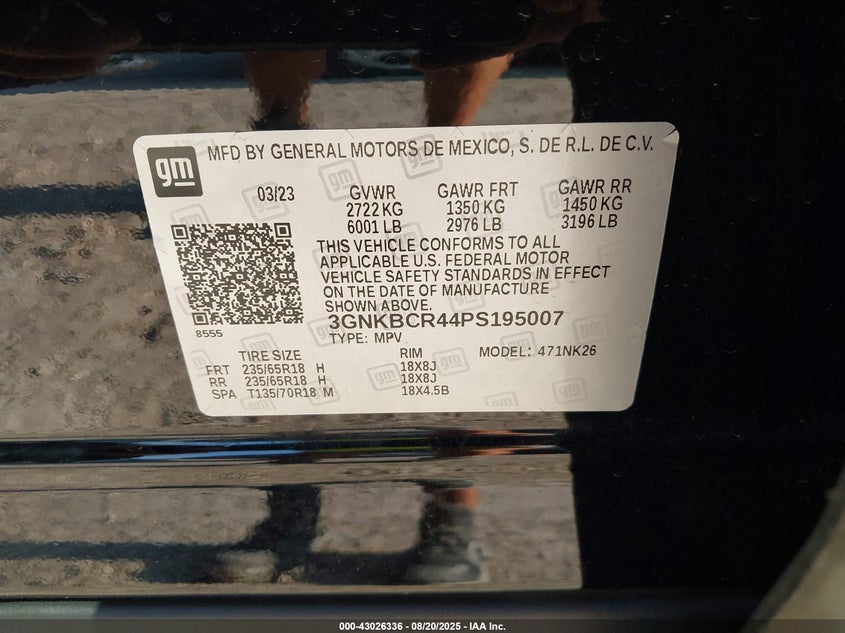 gm MFD BY GENERAL MOTORS DE MEXICO, S. DE R.L. DE C.V.
03/23 GVWR GAWR FRT GAWR RR
2722 KG 1350 KG 1450 KG
6001 LB 2976 LB 3196 LB
THIS VEHICLE CONFORMS TO ALL
APPLICABLE U.S. FEDERAL MOTOR
VEHICLE SAFETY STANDARDS IN EFFECT
ON THE DATE OF MANUFACTURE
SHOWN ABOVE.
3GNKBCR44PS195007
8555 TYPE: MPV
TIRE SIZE RIM MODEL: 471NK26
FRT 235/65R18 H 18X8J
RR 235/65R18 H 18X8J
SPA T135/70R18 M 18X4.5B
000-43026336 - 08/20/2025 - IAA Inc.